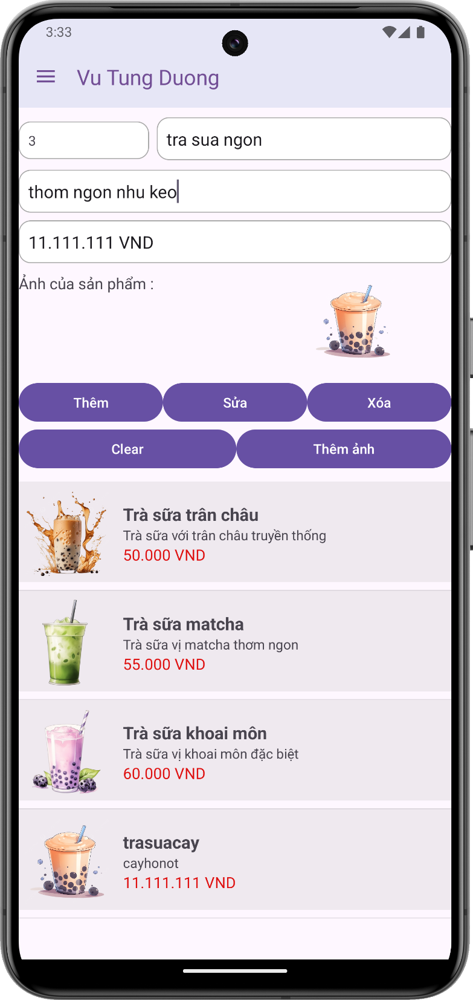 3:33
Vu Tung Duong
3
tra sua ngon
thom ngon nhu keo
11.111.111 VND
Ảnh của sản phẩm :
Thêm
Sửa
Xóa
Clear
Thêm ảnh
Trà sữa trân châu
Trà sữa với trân châu truyền thống
50.000 VND
Trà sữa matcha
Trà sữa vị matcha thơm ngon
55.000 VND
Trà sữa khoai môn
Trà sữa vị khoai môn đặc biệt
60.000 VND
trasuacay
cayhonot
11.111.111 VND